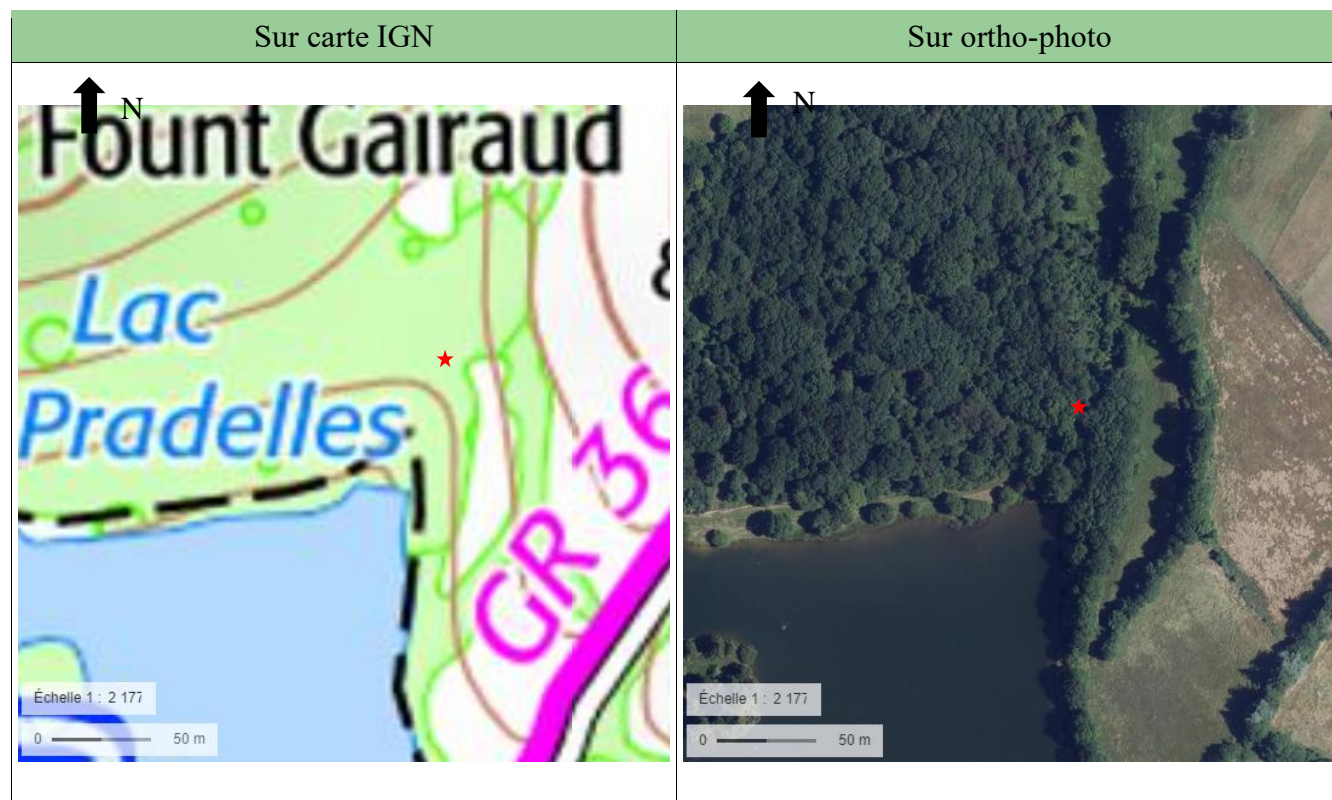 Sur carte IGN
Sur ortho-photo
N
N
Fount Gairaud
8
Lac
Pradelles
GR 36
Échelle 1 : 2 177
0 50 m
Échelle 1 : 2 177
0 50 m